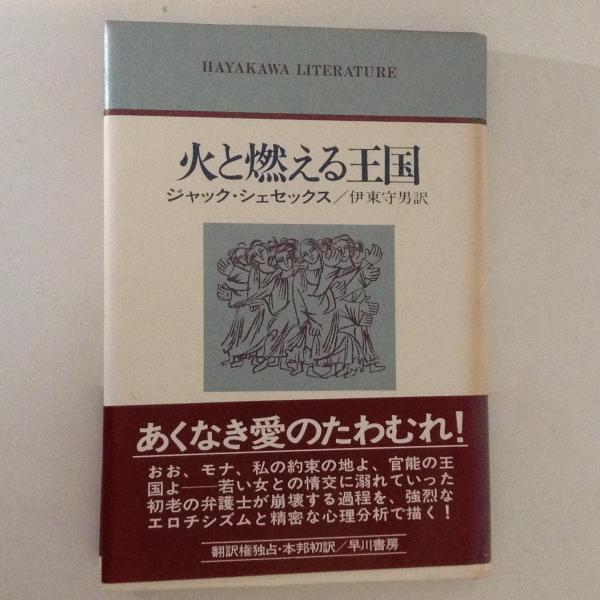 HAYAKAWA LITERATURE
火と燃える王国
ジャック・シェセックス／伊東守男訳
あくなき愛のたわむれ！
おお、モナ、私の約束の地よ、官能の王
国よ――若い女との情交に溺れていった
初老の弁護士が崩壊する過程を、強烈な
エロチシズムと精密な心理分析で描く！
翻訳権独占・本邦初訳／早川書房